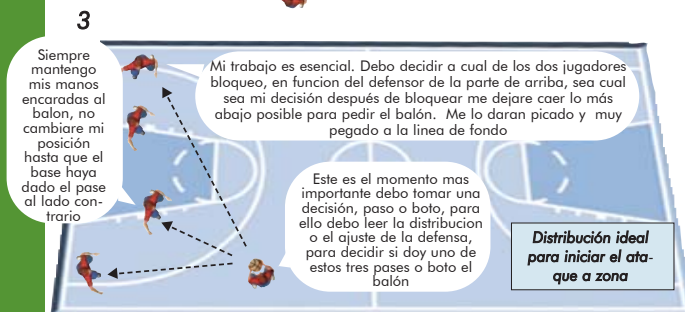 3
Siempre
mantengo
mis manos
encaradas al
balon, no
cambiare mi
posición
hasta que el
base haya
dado el pase
al lado con-
trario
Mi trabajo es esencial. Debo decidir a cual de los dos jugadores
bloqueo, en funcion del defensor de la parte de arriba, sea cual
sea mi decisión después de bloquear me dejare caer lo más
abajo posible para pedir el balón.  Me lo daran picado y  muy
pegado a la linea de fondo
Este es el momento mas
importante debo tomar una
decisión, paso o boto, para
ello debo leer la distribucion
o el ajuste de la defensa,
para decidir si doy uno de
estos tres pases o boto el
balón
Distribución ideal
para iniciar el ata-
que a zona